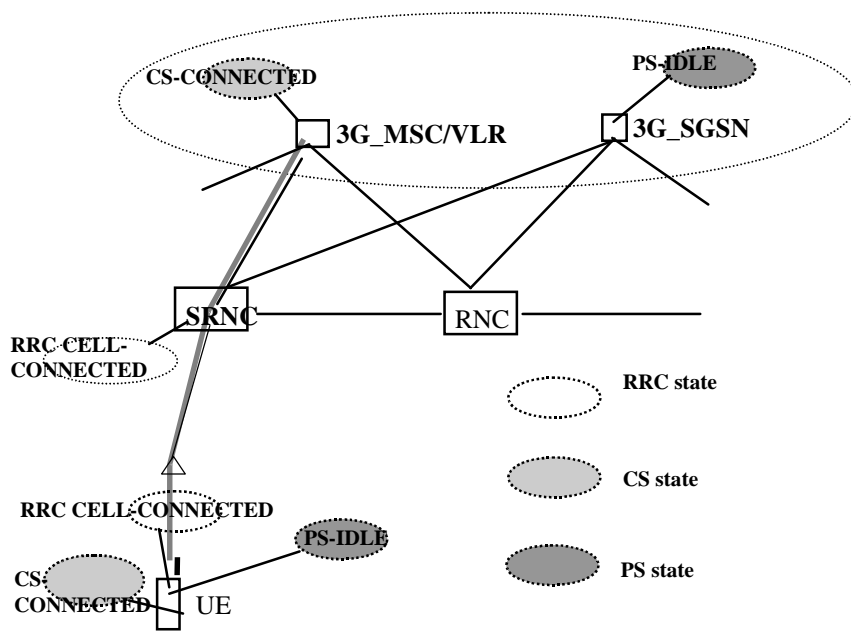 CS-CONNECTED
PS-IDLE
3G_MSC/VLR
3G_SGSN
SRNC
RNC
RRC CELL-
CONNECTED
RRC state
CS state
PS state
RRC CELL-CONNECTED
PS-IDLE
CS-
CONNECTED
UE